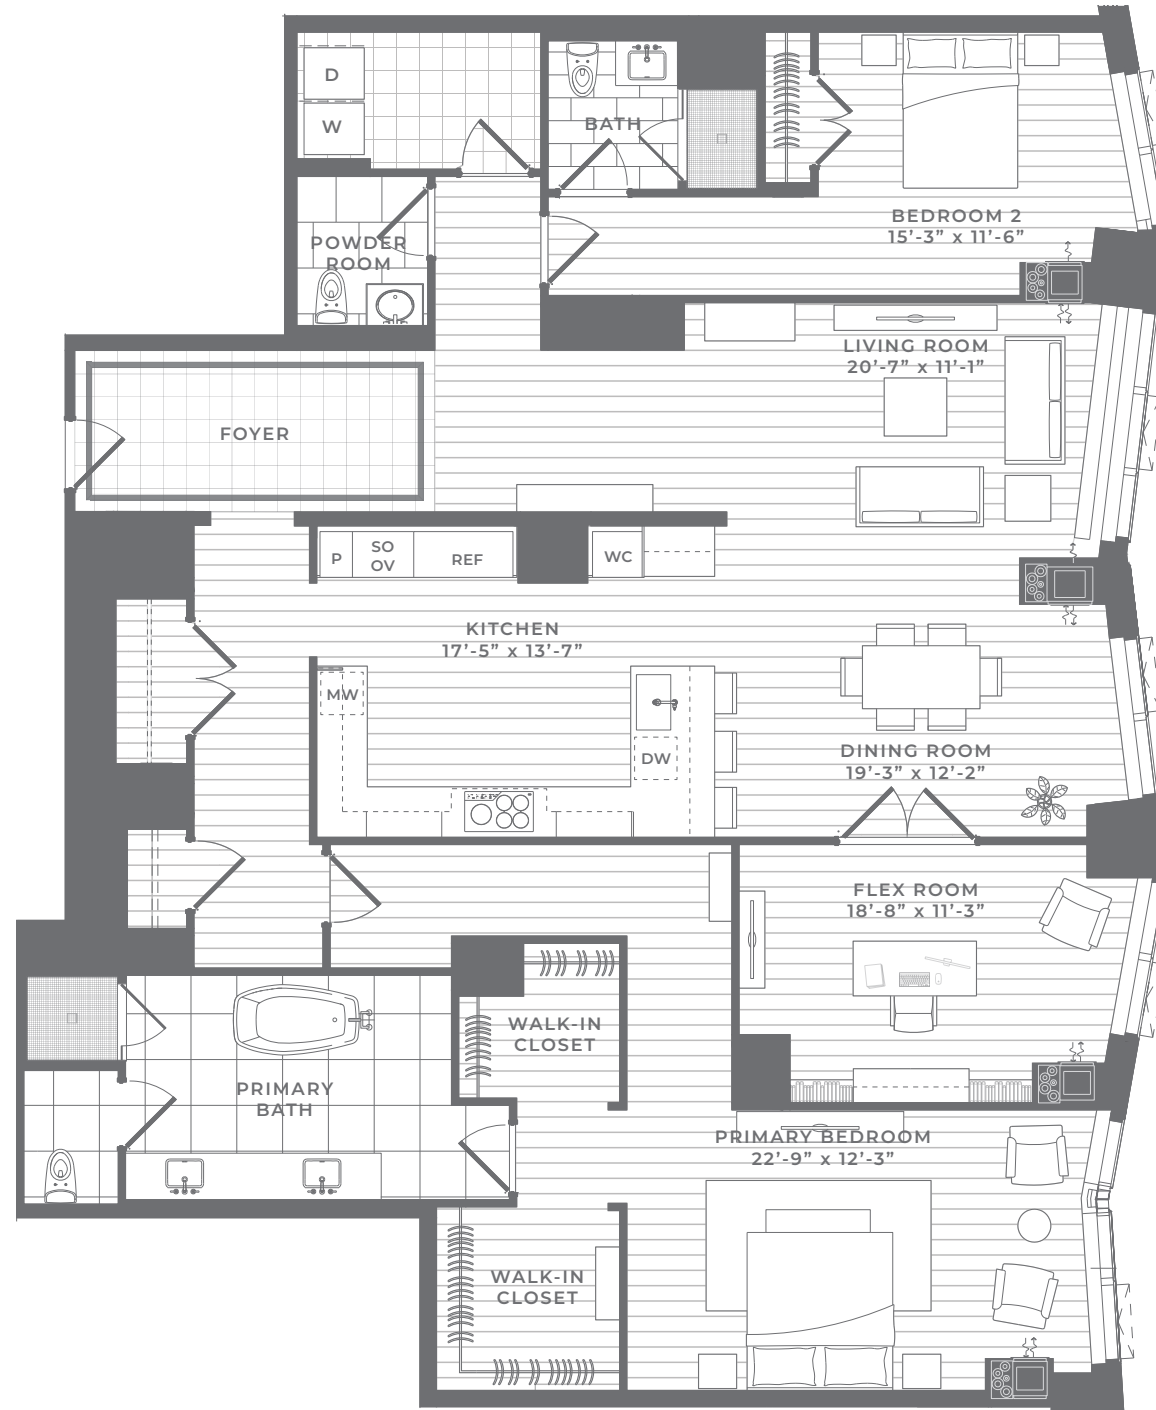 D
W
BATH
BEDROOM 2
15’-3” x 11’-6”
POWDER
ROOM
LIVING ROOM
20’-7” x 11’-1”
FOYER
P
SO
OV
REF
WC
KITCHEN
17’-5” x 13’-7”
MW
DW
DINING ROOM
19’-3” x 12’-2”
FLEX ROOM
18’-8” x 11’-3”
WALK-IN
CLOSET
PRIMARY
BATH
PRIMARY BEDROOM
22’-9” x 12’-3”
WALK-IN
CLOSET